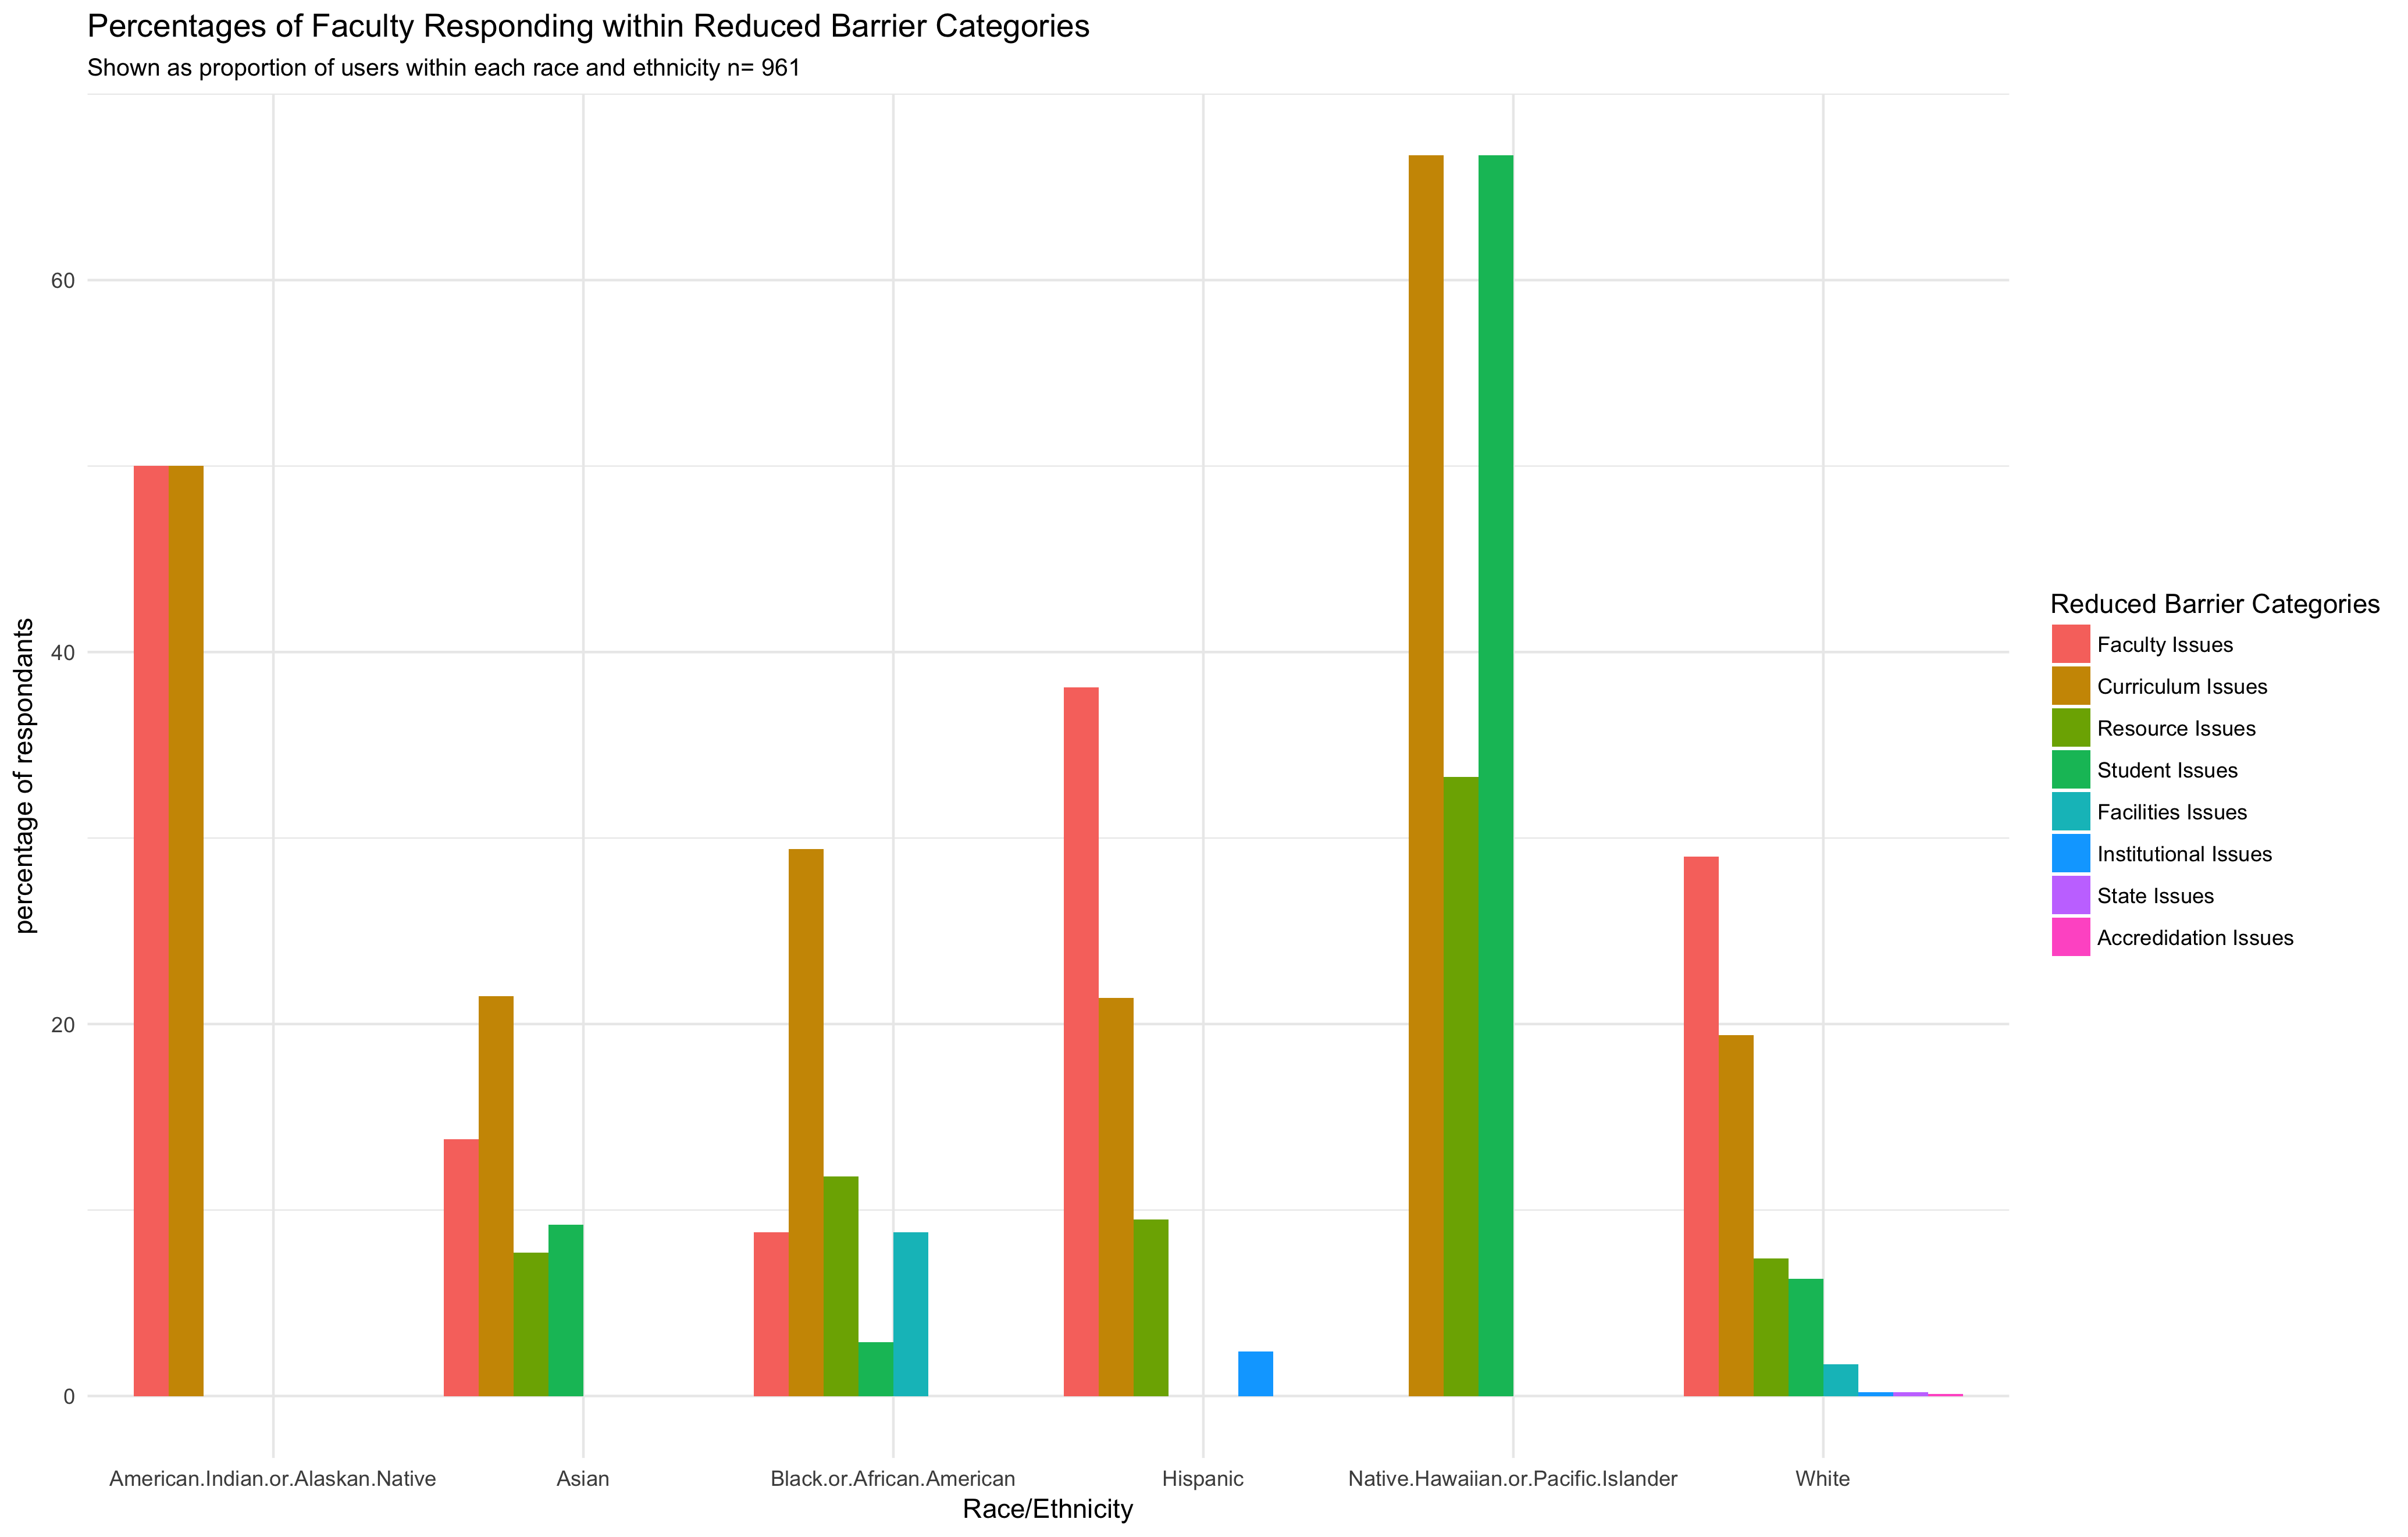 Percentages of Faculty Responding within Reduced Barrier Categories
Shown as proportion of users within each race and ethnicity n= 961
percentage of respondants
60
40
20
0
American.Indian.or.Alaskan.Native
Asian
Black.or.African.American
Hispanic
Native.Hawaiian.or.Pacific.Islander
White
Race/Ethnicity
Reduced Barrier Categories
Faculty Issues
Curriculum Issues
Resource Issues
Student Issues
Facilities Issues
Institutional Issues
State Issues
Accredidation Issues